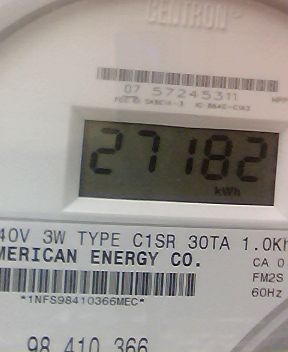 CENTRON
07 57245311
27182
kWh
40V 3W TYPE C1SR 30TA 1.0Kh
MERICAN ENERGY CO.
CA 0
FM2S
60Hz
*1NFS98410366MEC*
98 410 366